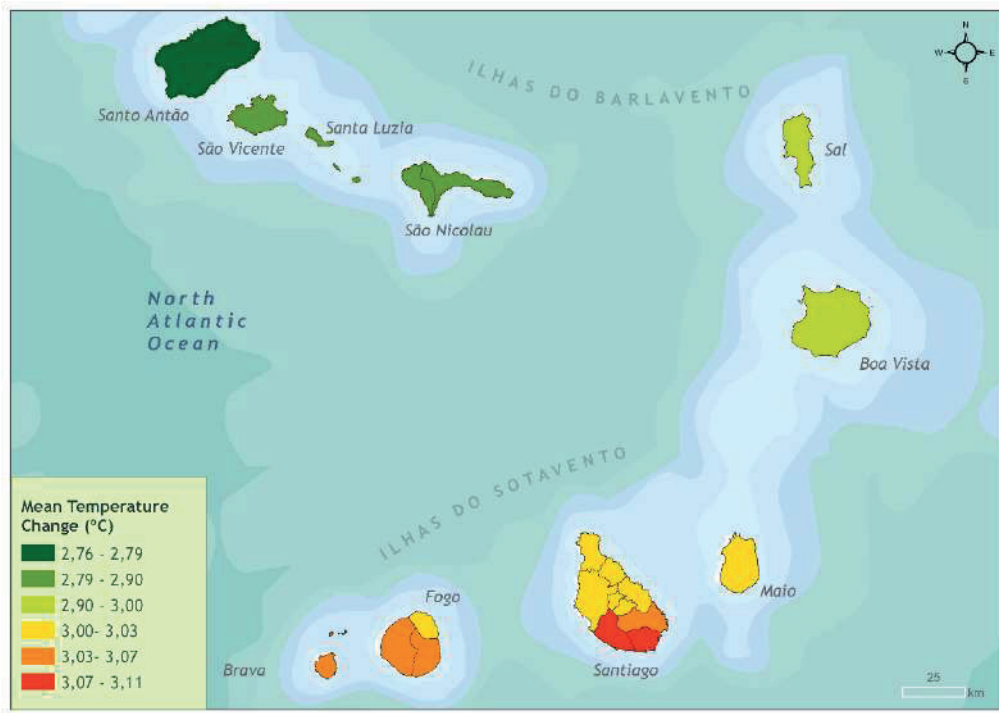 N
W E
S
ILHAS DO BARLAVENTO
Santo Antão
Santa Luzia
São Vicente
Sal
São Nicolau
North
Atlantic
Ocean
Boa Vista
ILHAS DO SOTAVENTO
Mean Temperature
Change (ºC)
2,76 - 2,79
2,79 - 2,90
2,90 - 3,00
3,00- 3,03
3,03- 3,07
3,07 - 3,11
Fogo
Maio
Brava
Santiago
25
km